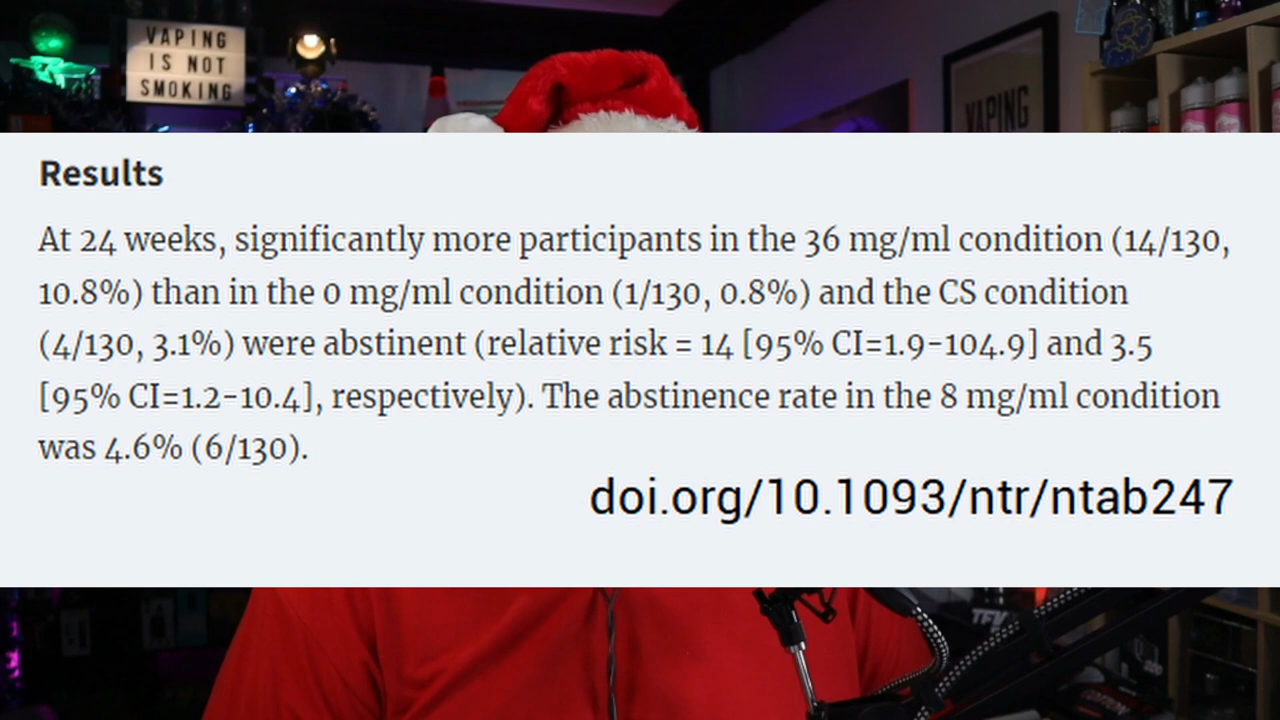 VAPING
IS NOT
SMOKING
VAPING
Results
At 24 weeks, significantly more participants in the 36 mg/ml condition (14/130,
10.8%) than in the 0 mg/ml condition (1/130, 0.8%) and the CS condition
(4/130, 3.1%) were abstinent (relative risk = 14 [95% CI=1.9-104.9] and 3.5
[95% CI=1.2-10.4], respectively). The abstinence rate in the 8 mg/ml condition
was 4.6% (6/130).
doi.org/10.1093/ntr/ntab247
TFV